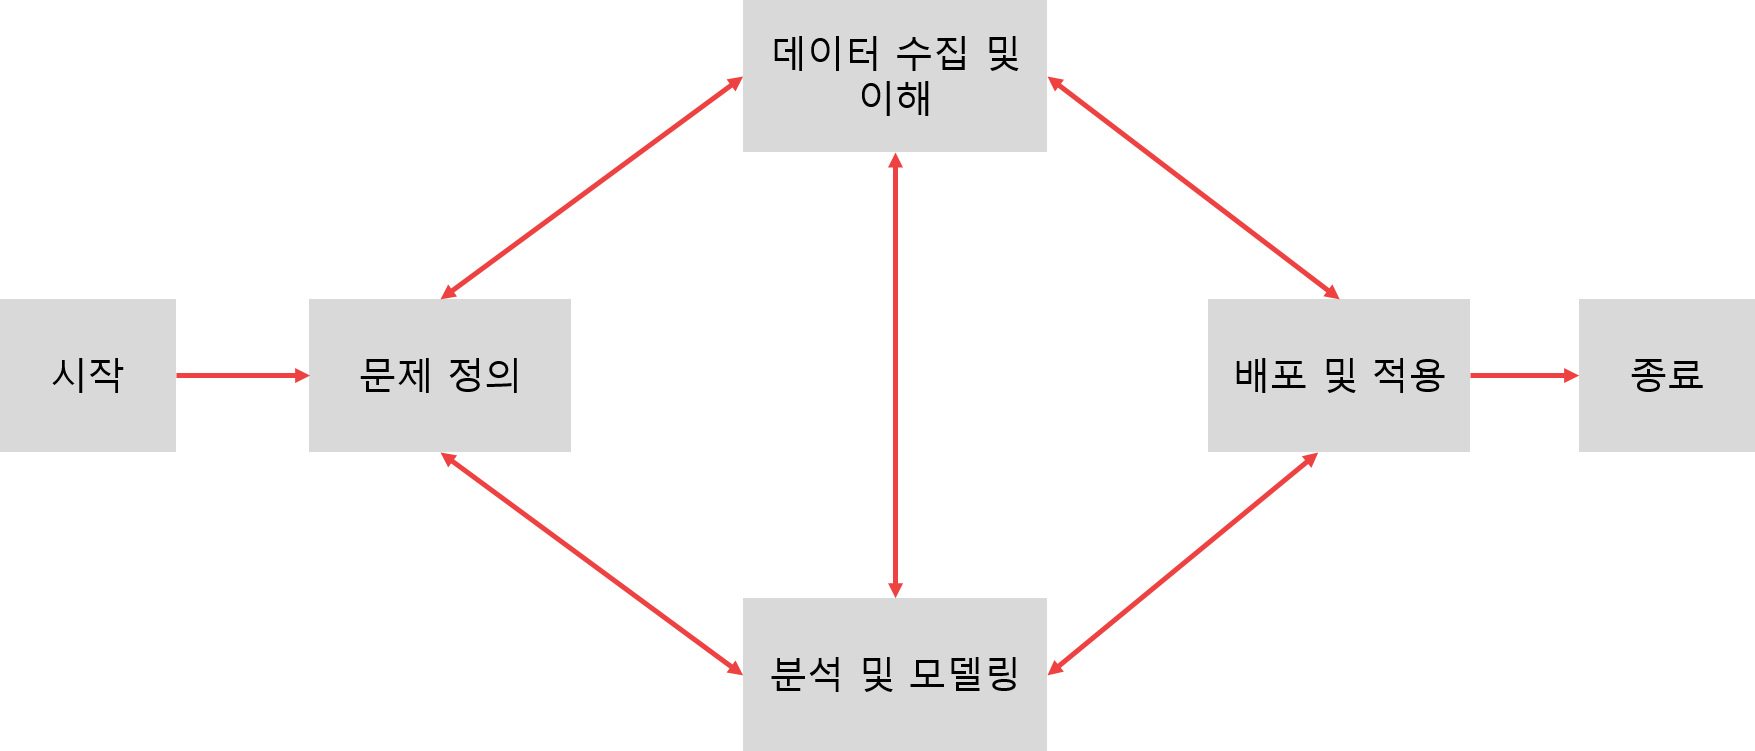 데이터 수집 및
이해
시작
문제 정의
배포 및 적용
종료
분석 및 모델링